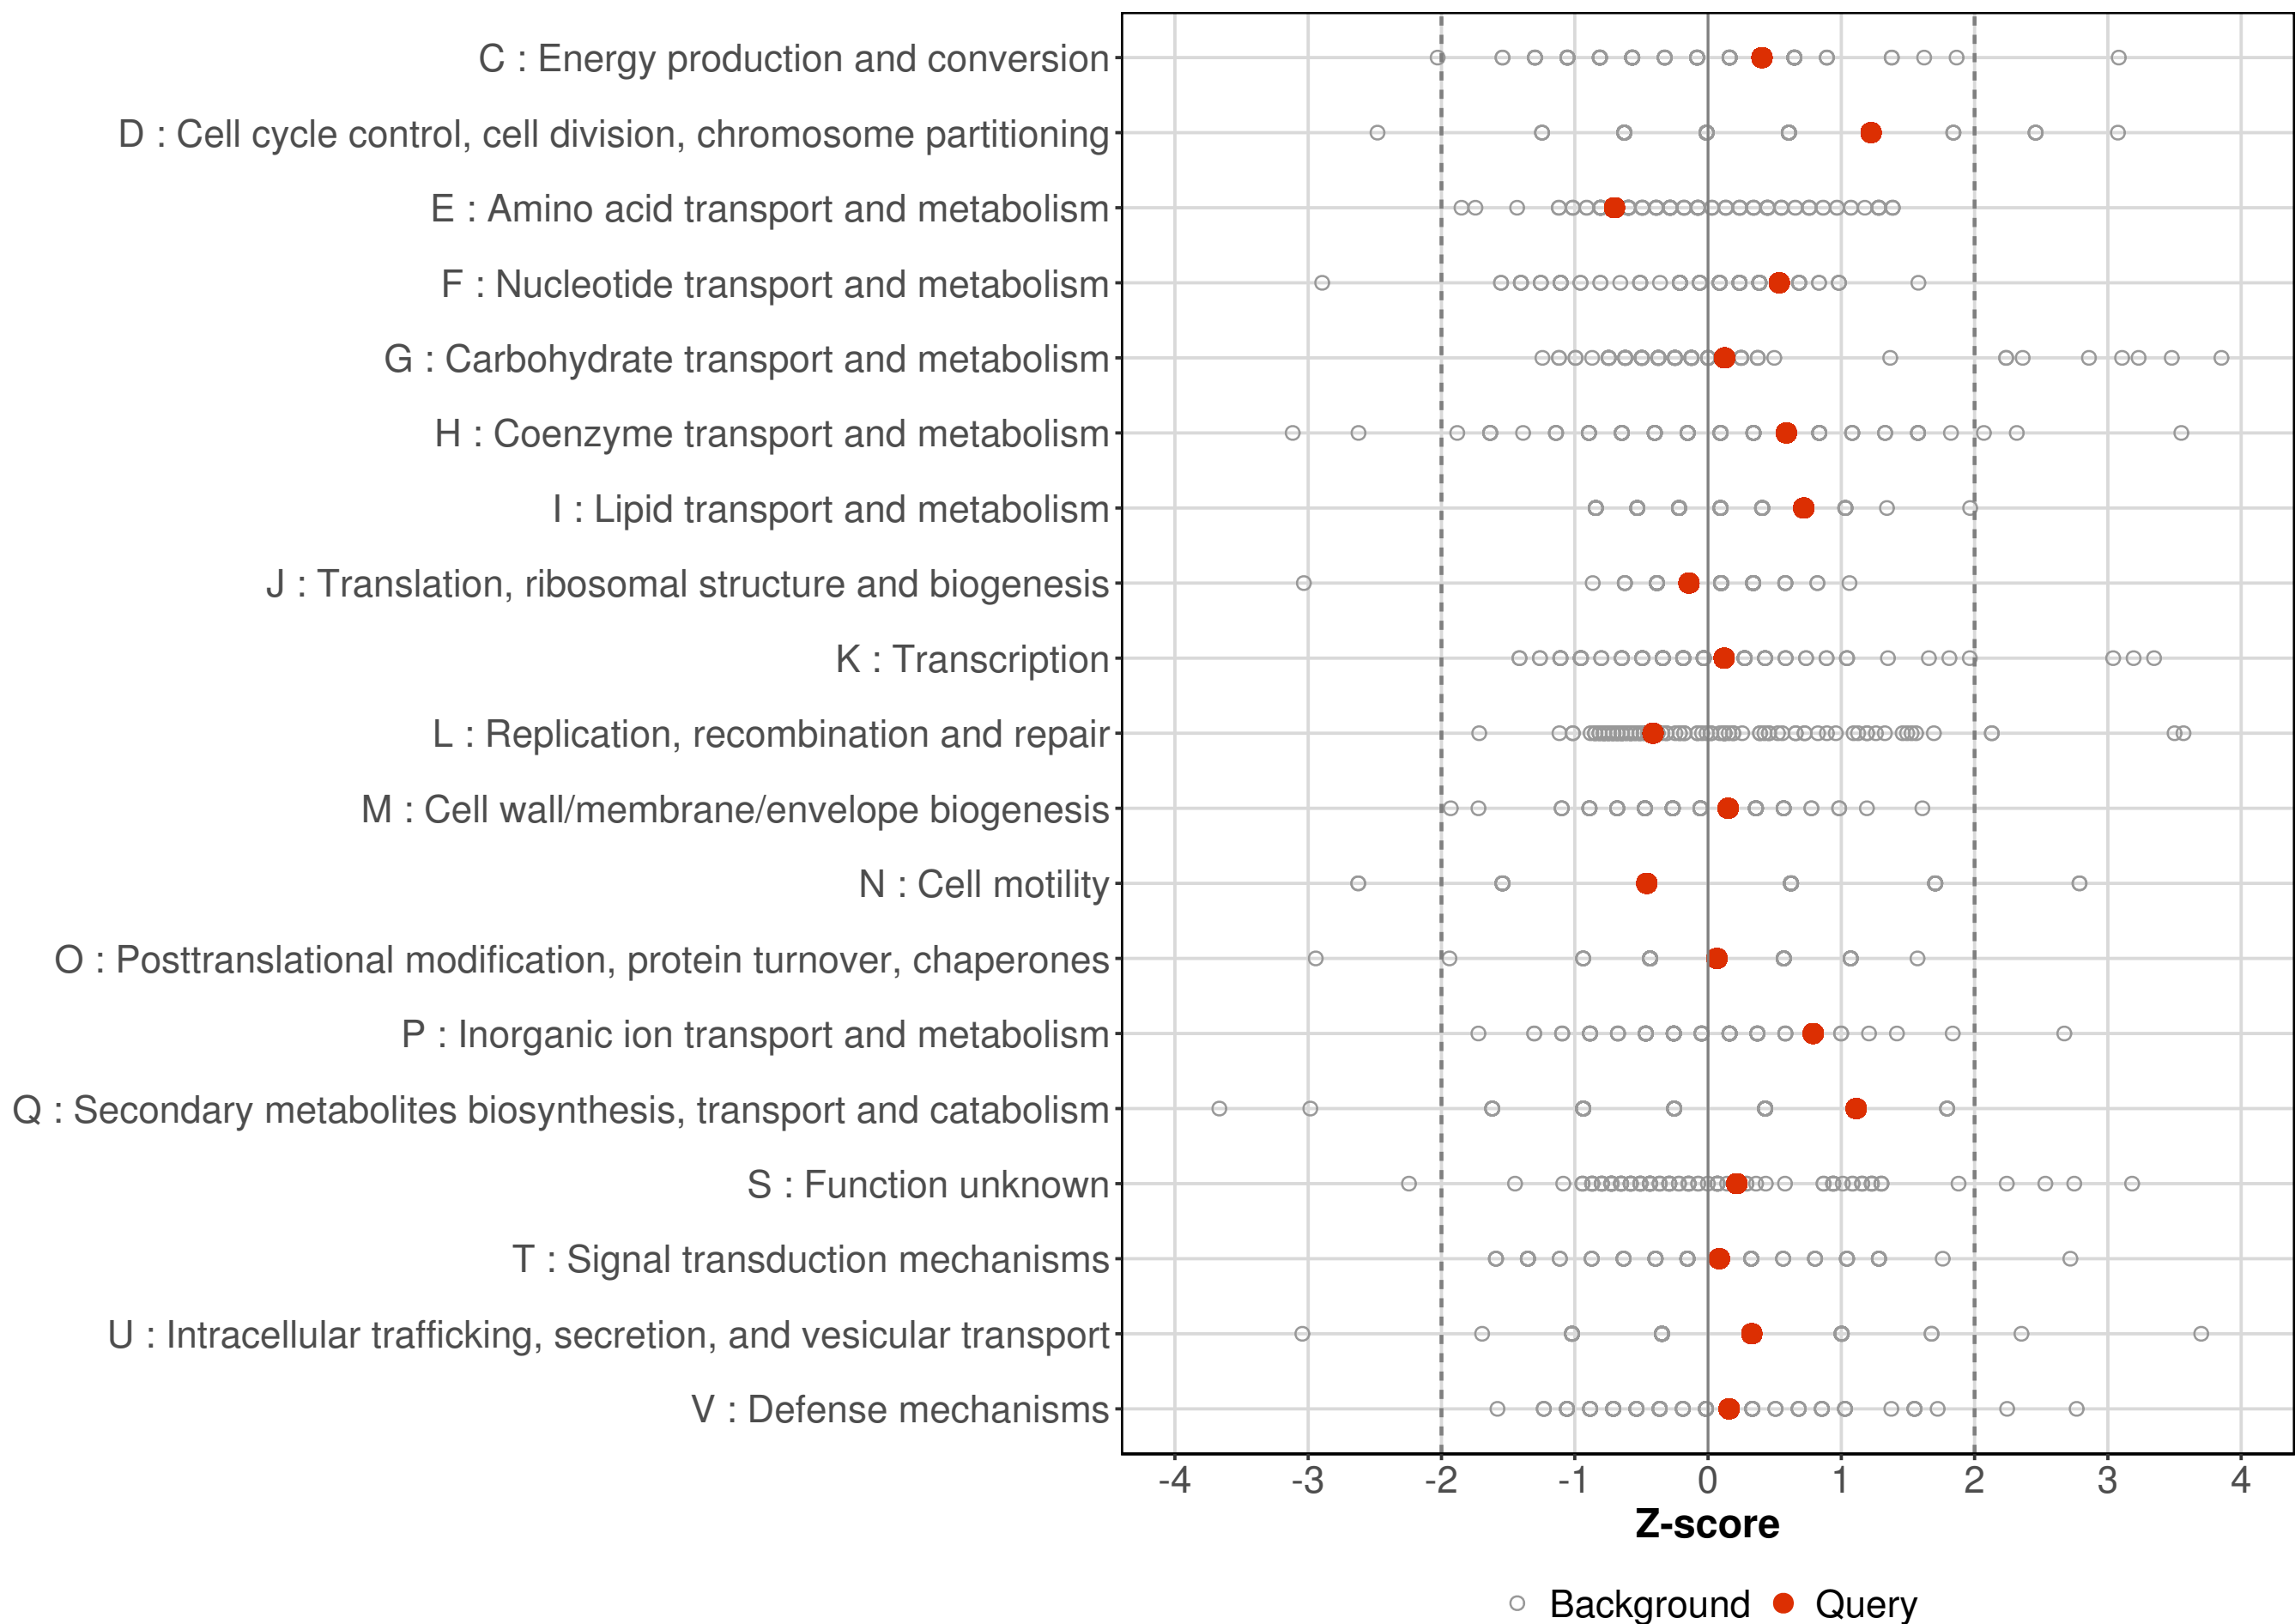 C : Energy production and conversion
D : Cell cycle control, cell division, chromosome partitioning
E : Amino acid transport and metabolism
F : Nucleotide transport and metabolism
G : Carbohydrate transport and metabolism
H : Coenzyme transport and metabolism
I : Lipid transport and metabolism
J : Translation, ribosomal structure and biogenesis
K : Transcription
L : Replication, recombination and repair
M : Cell wall/membrane/envelope biogenesis
N : Cell motility
O : Posttranslational modification, protein turnover, chaperones
P : Inorganic ion transport and metabolism
Q : Secondary metabolites biosynthesis, transport and catabolism
S : Function unknown
T : Signal transduction mechanisms
U : Intracellular trafficking, secretion, and vesicular transport
V : Defense mechanisms
-4 -3 -2 -1 0 1 2 3 4
Z-score
Background Query